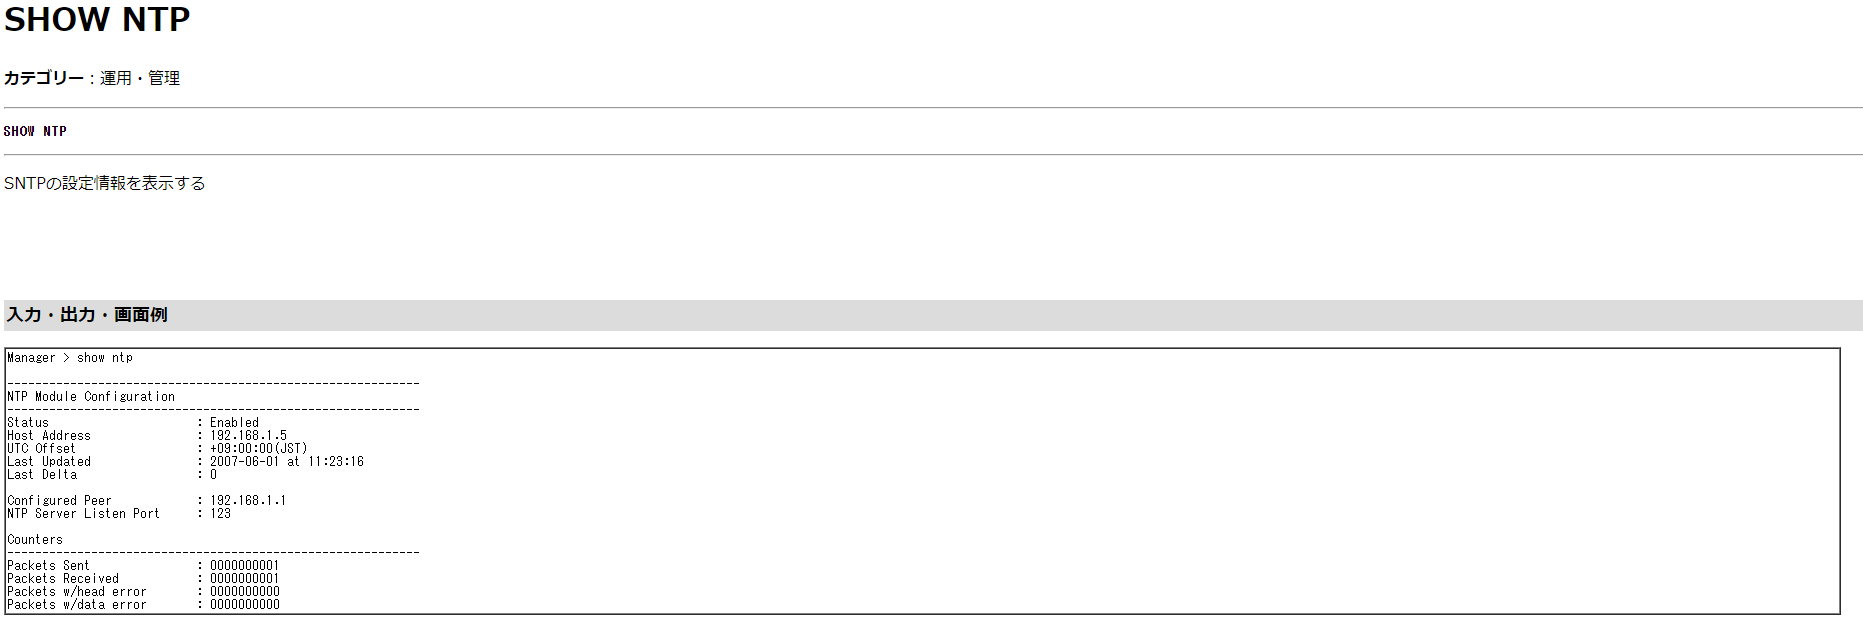 SHOW NTP
カテゴリー：運用・管理
SHOW NTP
SNTPの設定情報を表示する
入力・出力・画面例
Manager > show ntp
-----------------------------------------------------------
NTP Module Configuration
-----------------------------------------------------------
Status                     : Enabled
Host Address               : 192.168.1.5
UTC Offset                 : +09:00:00(JST)
Last Updated               : 2007-06-01 at 11:23:16
Last Delta                 : 0
Configured Peer            : 192.168.1.1
NTP Server Listen Port     : 123
Counters
-----------------------------------------------------------
Packets Sent               : 0000000001
Packets Received           : 0000000001
Packets w/head error       : 0000000000
Packets w/data error       : 0000000000